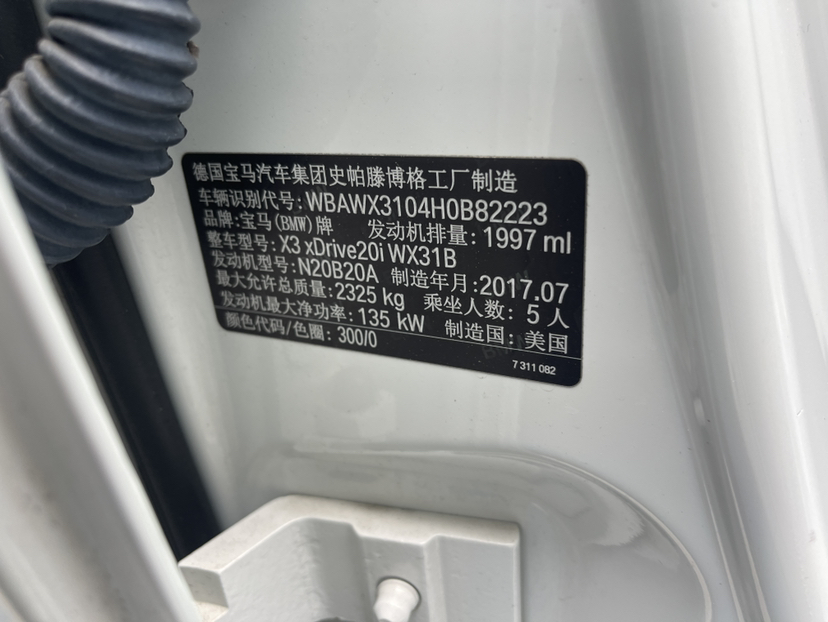 德国宝马汽车集团史帕滕博格工厂制造
车辆识别代号: WBAWX3104H0B82223
品牌: 宝马(BMW)牌 发动机排量: 1997 ml
整车型号: X3 xDrive20i WX31B
发动机型号: N20B20A 制造年月: 2017.07
最大允许总质量: 2325 kg 乘坐人数: 5 人
发动机最大净功率: 135 kW 制造国: 美国
颜色代码/色圈: 300/0
7 311 082